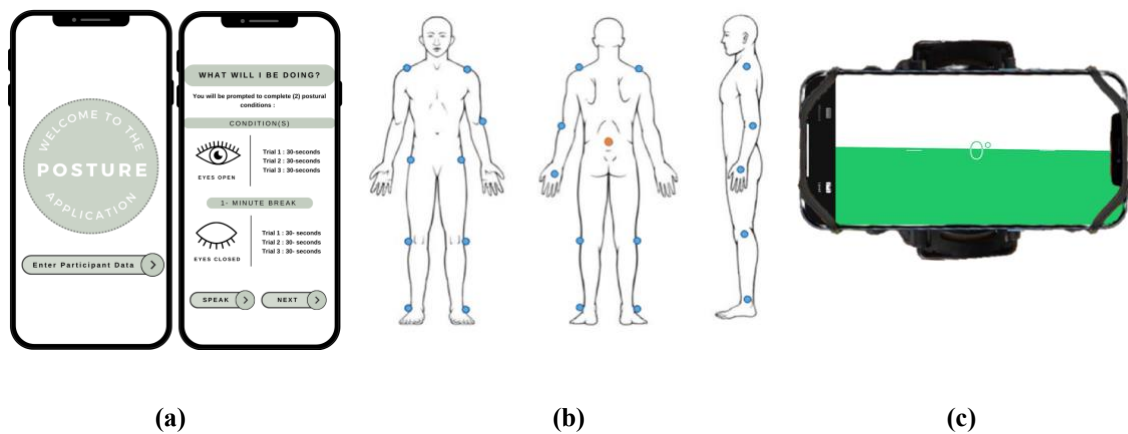 WELCOME TO THE
POSTURE
APPLICATION
Enter Participant Data
WHAT WILL I BE DOING?
You will be prompted to complete (2) postural
conditions :
CONDITION(S)
EYES OPEN
Trial 1 : 30-seconds
Trial 2 : 30-seconds
Trial 3 : 30-seconds
1- MINUTE BREAK
EYES CLOSED
Trial 1 : 30- seconds
Trial 2 : 30- seconds
Trial 3 : 30- seconds
SPEAK
NEXT
0°
(a)
(b)
(c)